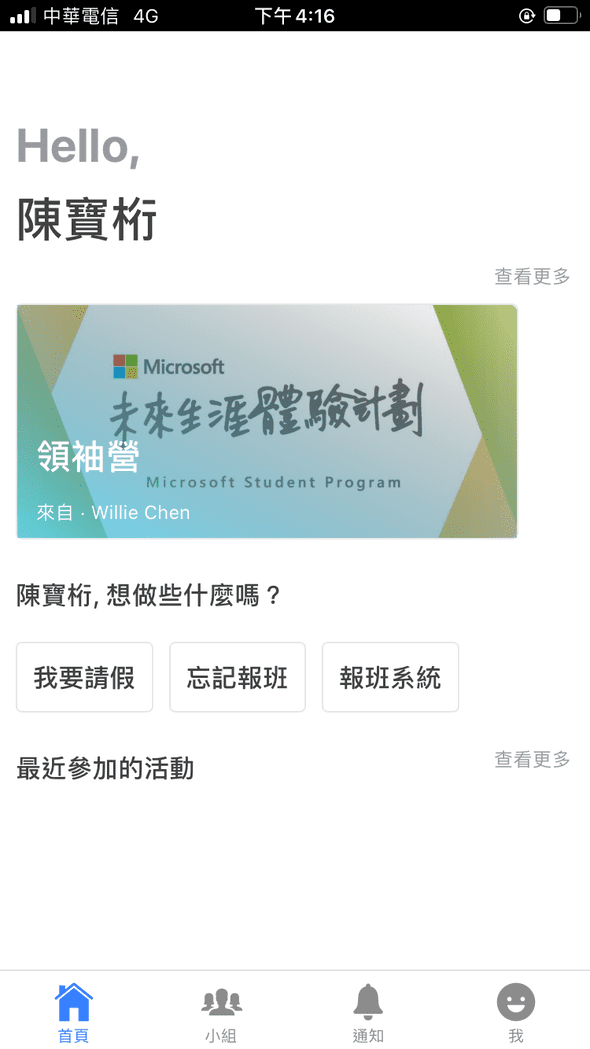 中華電信 4G 下午4:16
Hello,
陳寶桁
查看更多
Microsoft
未來生涯體驗計劃
領袖營
Microsoft Student Program
來自 · Willie Chen
陳寶桁, 想做些什麼嗎？
我要請假 忘記報班 報班系統
最近參加的活動 查看更多
首頁 小組 通知 我